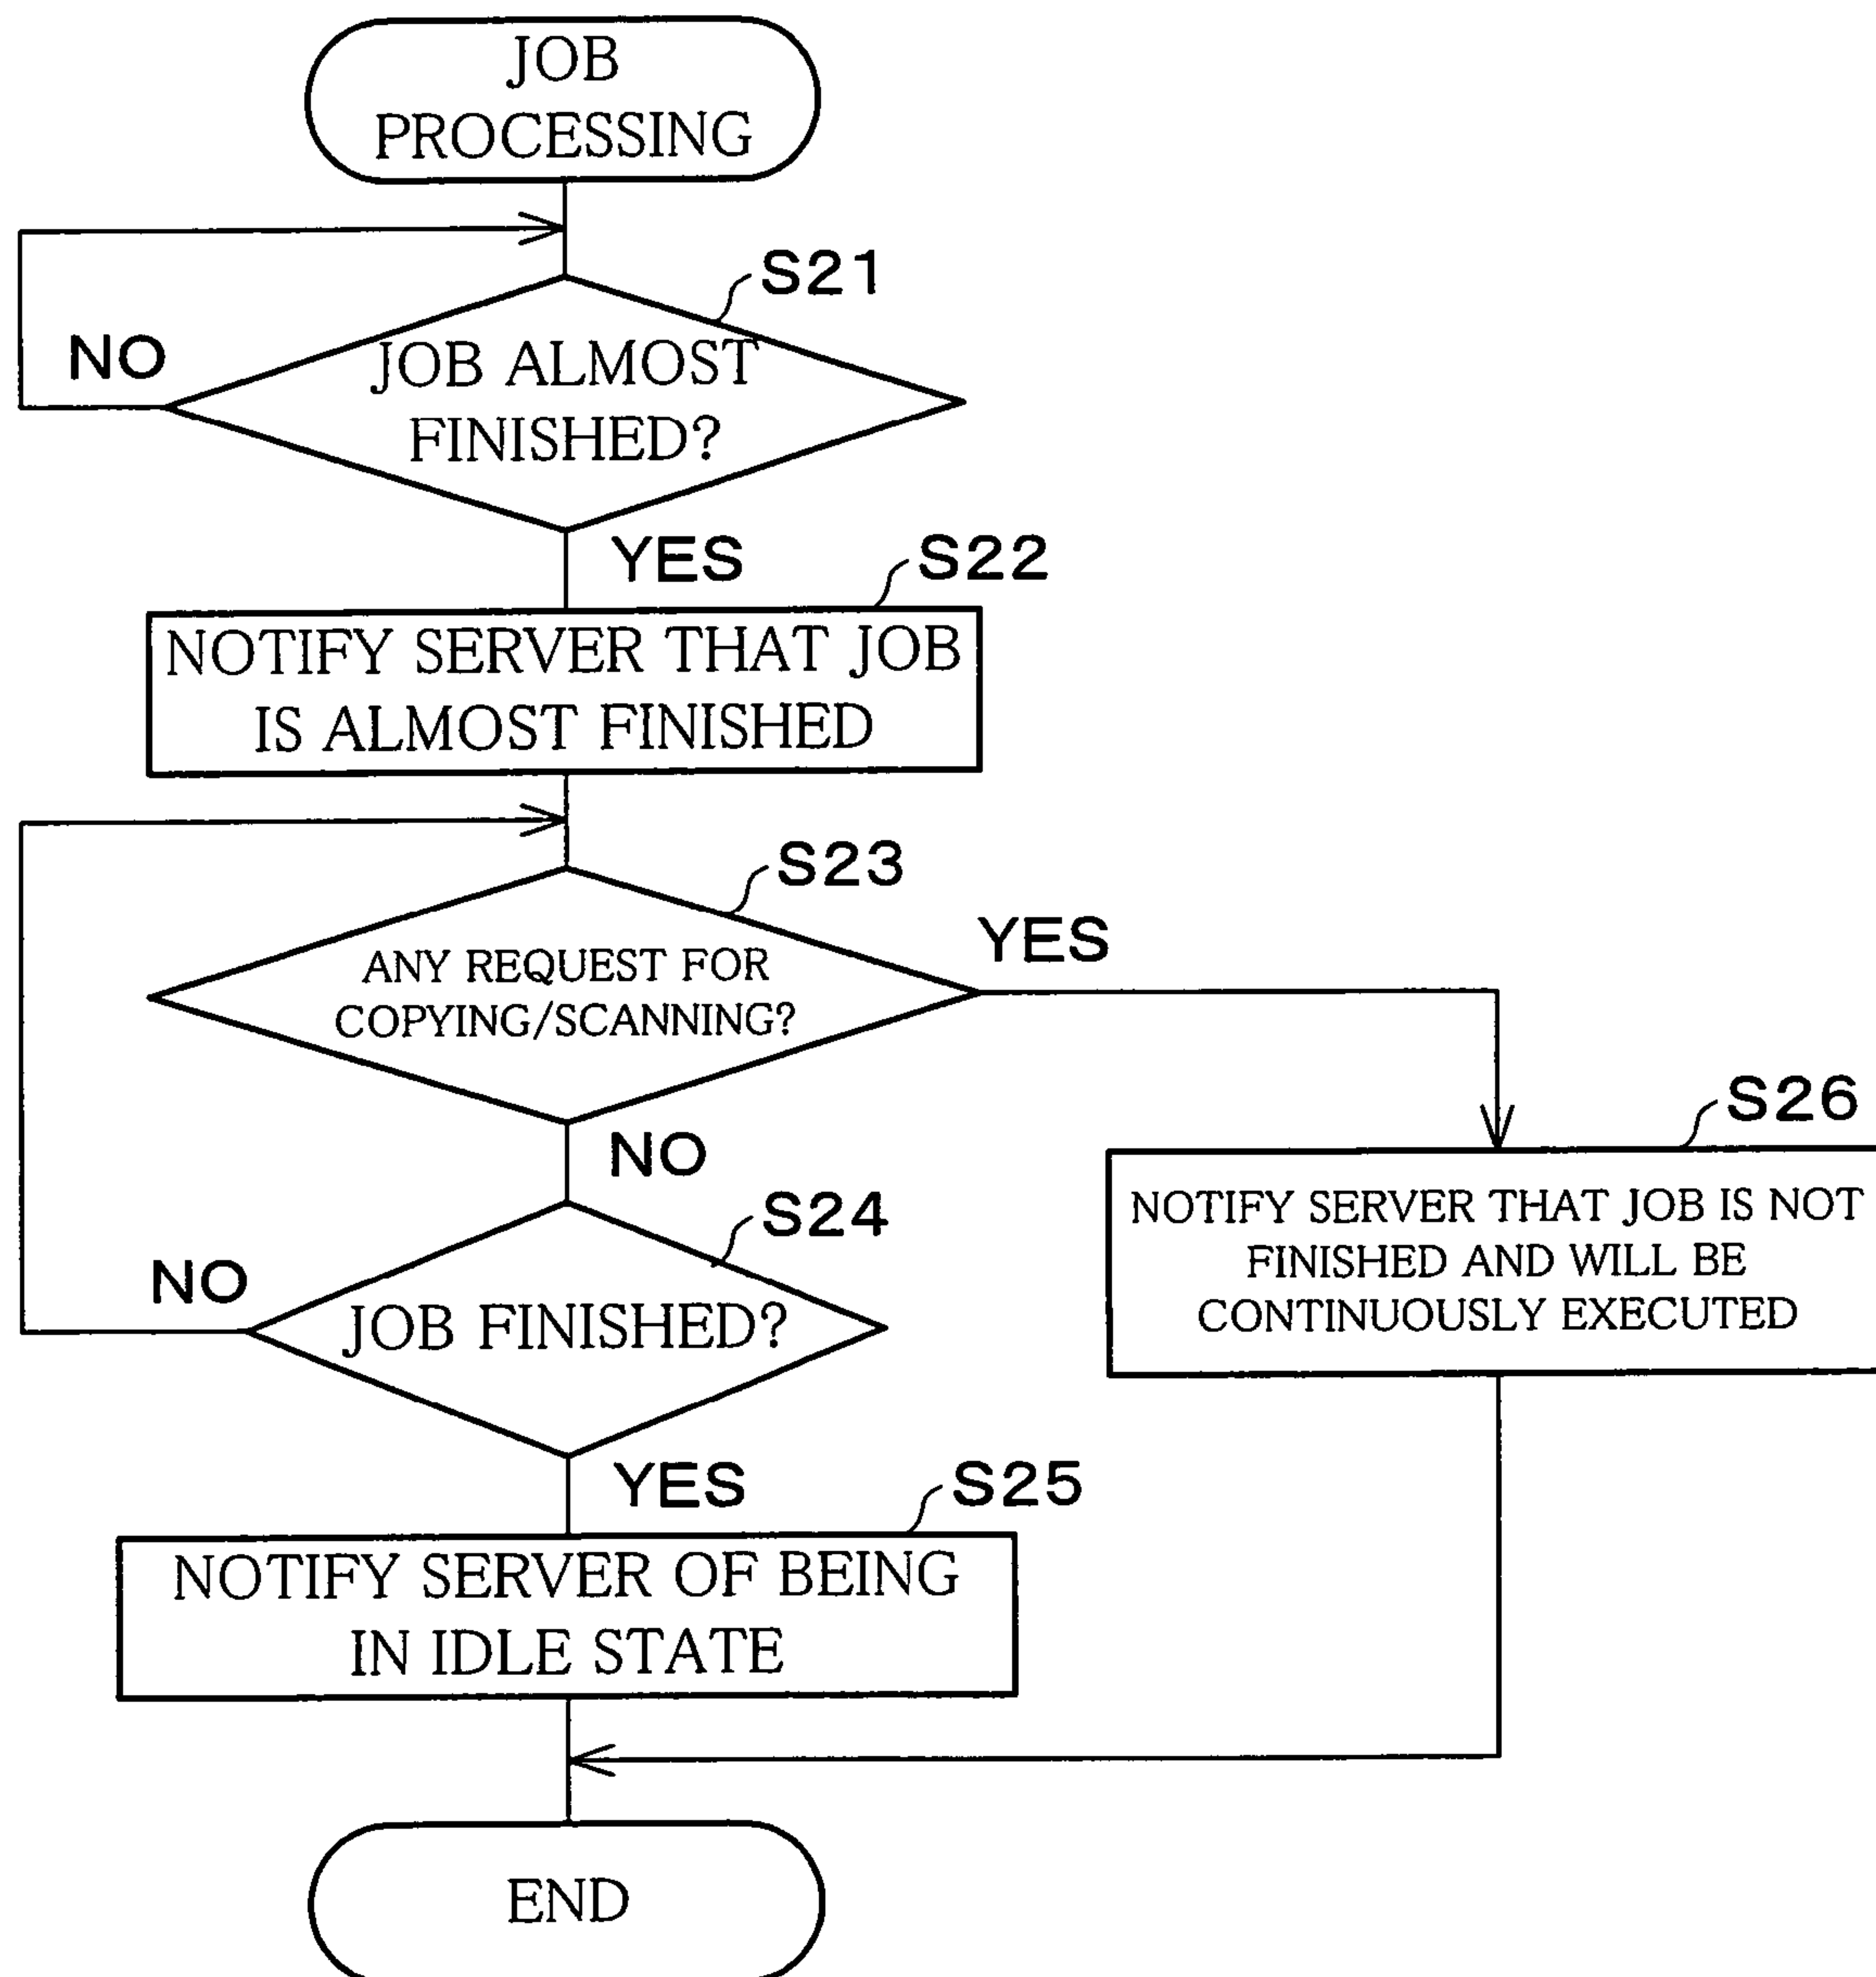 JOB
PROCESSING
S21
NO
JOB ALMOST
FINISHED?
YES
S22
NOTIFY SERVER THAT JOB
IS ALMOST FINISHED
S23
YES
ANY REQUEST FOR
COPYING/SCANNING?
NO
S26
NOTIFY SERVER THAT JOB IS NOT
FINISHED AND WILL BE
CONTINUOUSLY EXECUTED
S24
NO
JOB FINISHED?
YES
S25
NOTIFY SERVER OF BEING
IN IDLE STATE
END